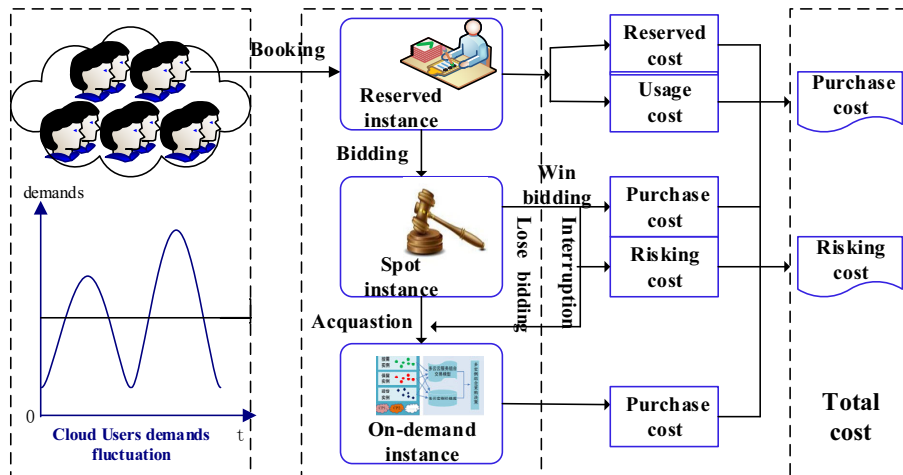 Booking
Reserved
instance
Reserved
cost
Usage
cost
Purchase
cost
Bidding
Win
bidding
Spot
instance
Lose bidding
Interruption
Purchase
cost
Risking
cost
Risking
cost
demands
0
t
Cloud Users demands
fluctuation
Acquastion
On-demand
instance
Purchase
cost
Total
cost